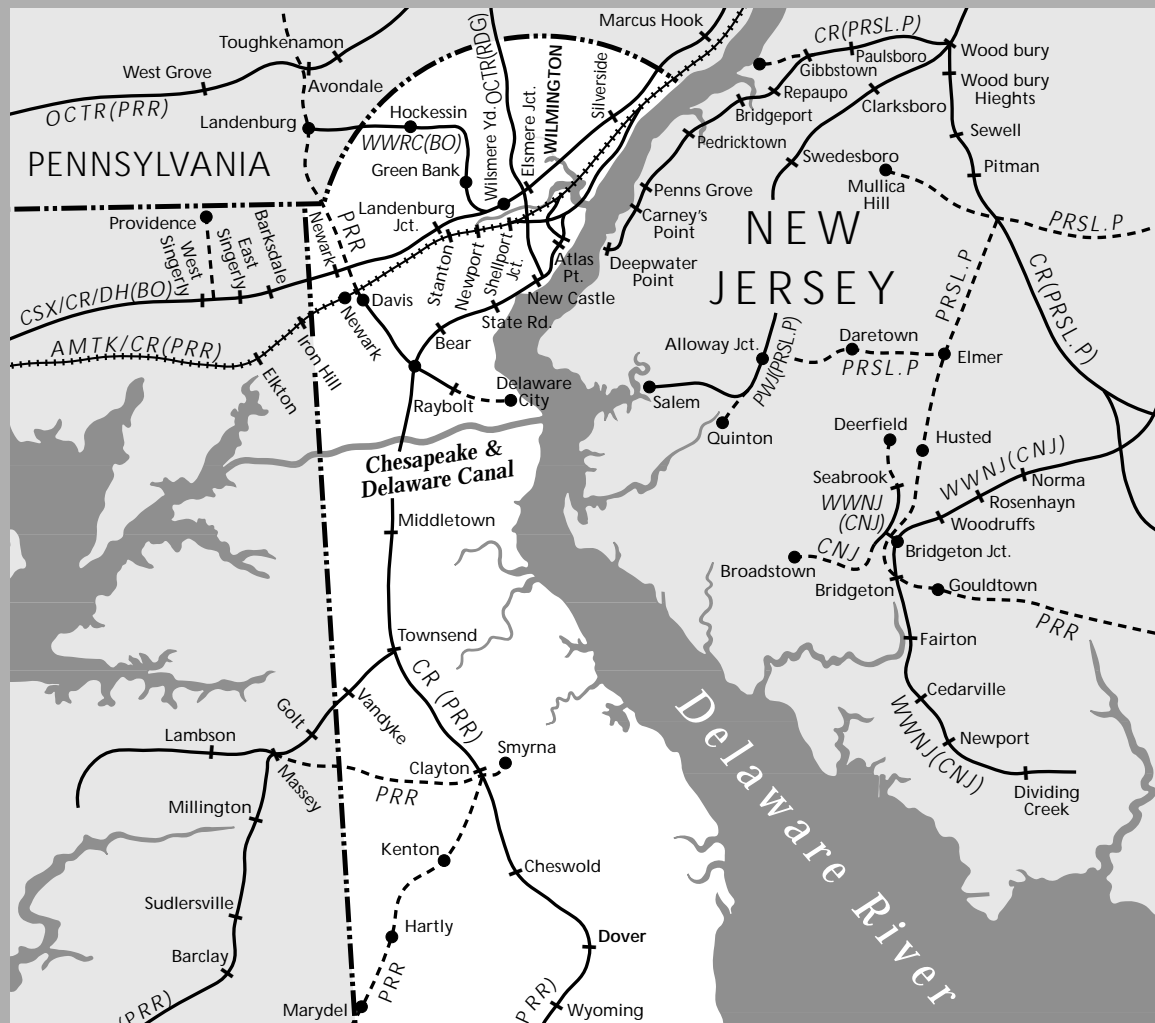 Marcus Hook
CR(PRSL.P)
Toughkenamon
OCTR(RDG)
WILMINGTON
Paulsboro
Wood bury
West Grove
Avondale
Gibbstown
Silverside
Wood bury
Hieghts
OCTR(PRR)
Hockessin
Wilsmere Yd.
Elsmere Jct.
Repaupo
Clarksboro
Bridgeport
Landenburg
WWRC(BO)
Pedricktown
Sewell
PENNSYLVANIA
Green Bank
Swedesboro
Pitman
Mullica
Hill
Penns Grove
Providence
Barksdale
Newark
PRR
Landenburg
Jct.
Carney's
Point
NEW
PRSL.P
West
Singerly
East
Singerly
Stanton
Newport
Shellport
Jct.
Atlas
Pt.
Deepwater
Point
JERSEY
PRSL.P
CR(PRSL.P)
CSX/CR/DH(BO)
Davis
New Castle
Newark
State Rd.
AMTK/CR(PRR)
Iron Hill
Bear
Alloway Jct.
Daretown
Elmer
PWJ(PRSL.P)
PRSL.P
Elkton
Raybolt
Delaware
City
Salem
Quinton
Deerfield
Husted
Chesapeake &
Delaware Canal
Seabrook
WWNJ(CNJ)
Norma
WWNJ
(CNJ)
Rosenhayn
Middletown
Woodruffs
CNJ
Bridgeton Jct.
Broadstown
Bridgeton
Gouldtown
PRR
Townsend
Fairton
CR (PRR)
Vandyke
Cedarville
Golt
Delaware River
WWNJ(CNJ)
Lambson
Smyrna
Newport
Clayton
Massey
PRR
Dividing
Creek
Millington
Kenton
Cheswold
Sudlersville
Hartly
Dover
Barclay
PRR
Marydel
(PRR)
PRR)
Wyoming